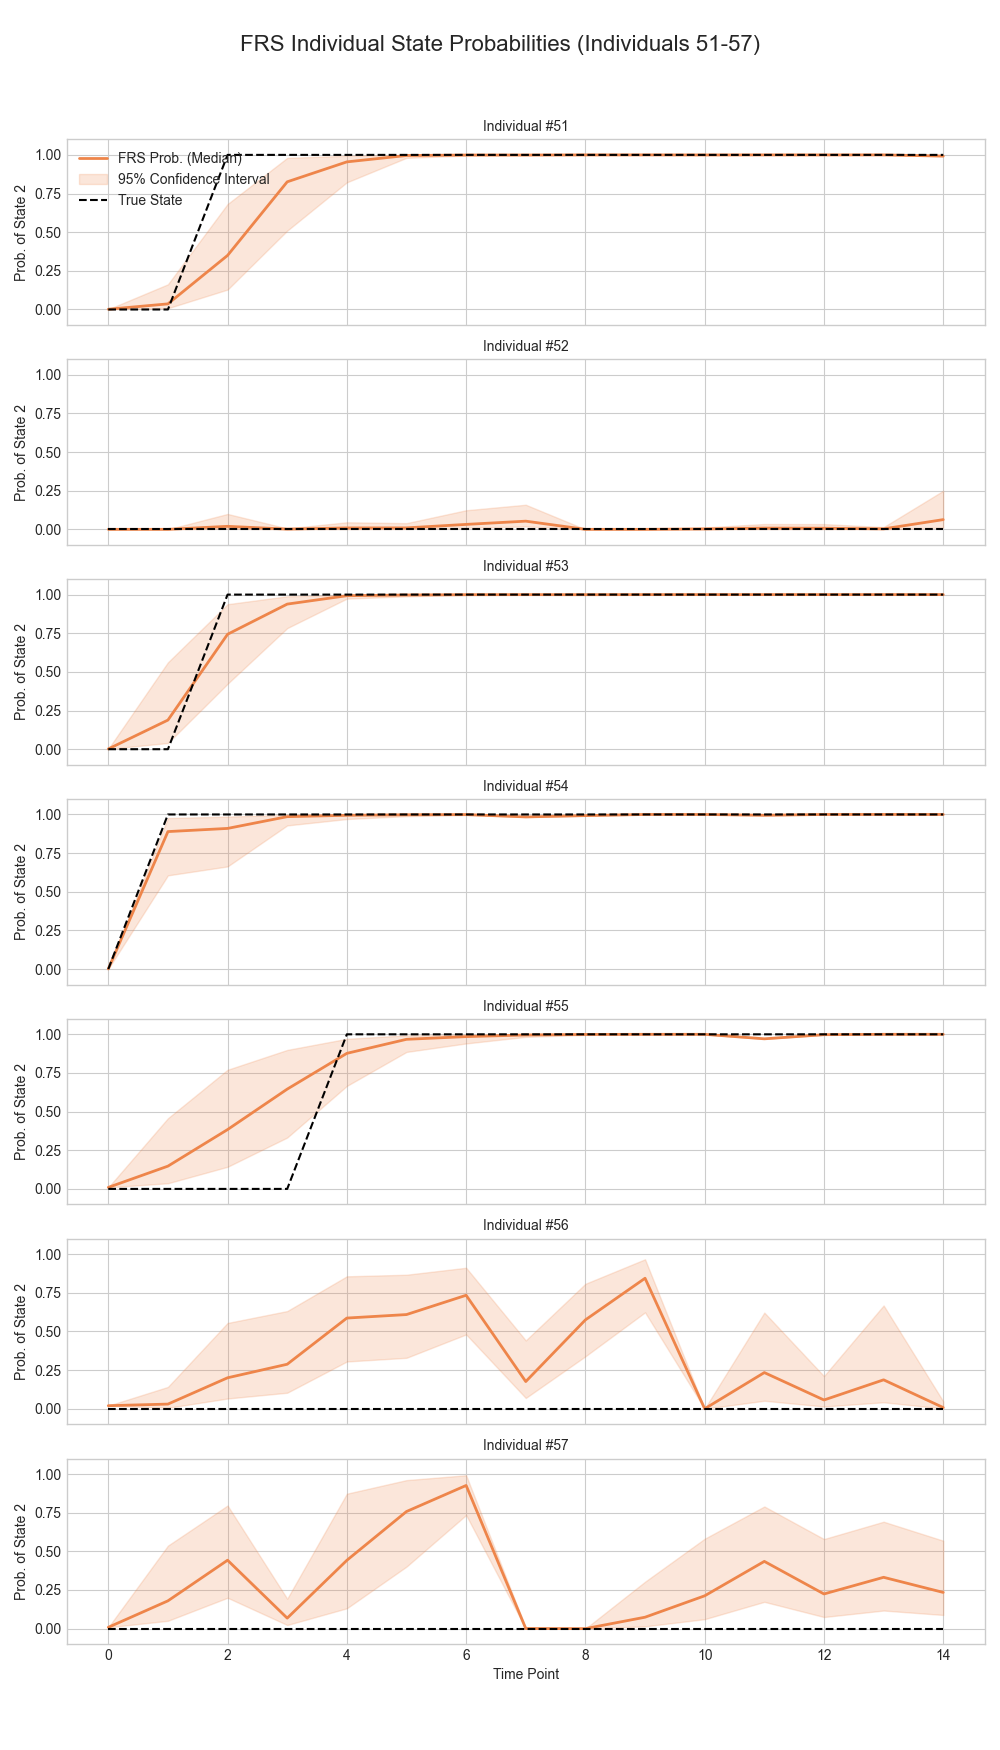 FRS Individual State Probabilities (Individuals 51-57)
Individual #51
1.00
0.75
0.50
0.25
0.00
Prob. of State 2
FRS Prob. (Median)
95% Confidence Interval
True State
Individual #52
1.00
0.75
0.50
0.25
0.00
Prob. of State 2
Individual #53
1.00
0.75
0.50
0.25
0.00
Prob. of State 2
Individual #54
1.00
0.75
0.50
0.25
0.00
Prob. of State 2
Individual #55
1.00
0.75
0.50
0.25
0.00
Prob. of State 2
Individual #56
1.00
0.75
0.50
0.25
0.00
Prob. of State 2
Individual #57
1.00
0.75
0.50
0.25
0.00
Prob. of State 2
0 2 4 6 8 10 12 14
Time Point